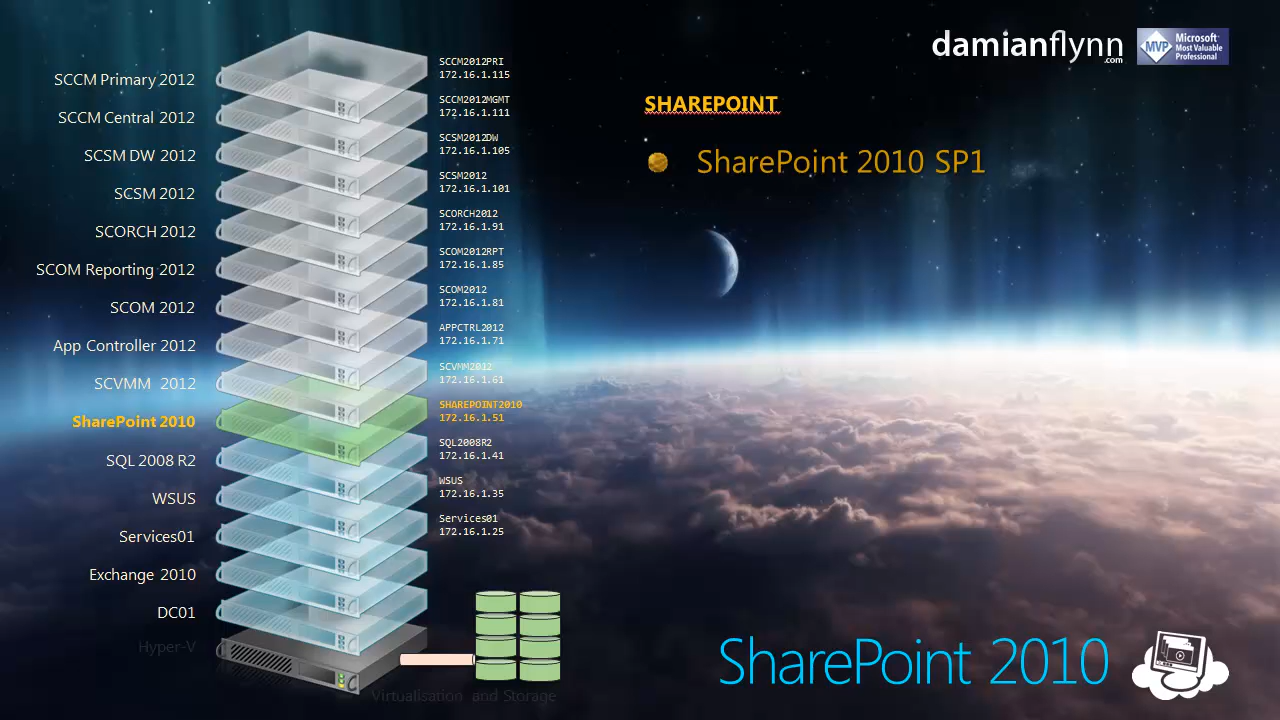 damianflynn
.com
MVP
Microsoft®
Most Valuable
Professional
SHAREPOINT
SharePoint 2010 SP1
SCCM Primary 2012
SCCM2012PRI
172.16.1.115
SCCM Central 2012
SCCM2012MGMT
172.16.1.111
SCSM DW 2012
SCSM2012DW
172.16.1.105
SCSM 2012
SCSM2012
172.16.1.101
SCORCH 2012
SCORCH2012
172.16.1.91
SCOM Reporting 2012
SCOM2012RPT
172.16.1.85
SCOM 2012
SCOM2012
172.16.1.81
App Controller 2012
APPCTRL2012
172.16.1.71
SCVMM 2012
SCVMM2012
172.16.1.61
SharePoint 2010
SHAREPOINT2010
172.16.1.51
SQL 2008 R2
SQL2008R2
172.16.1.41
WSUS
WSUS
172.16.1.35
Services01
Services01
172.16.1.25
Exchange 2010
DC01
Hyper-V
Virtualisation and Storage
SharePoint 2010